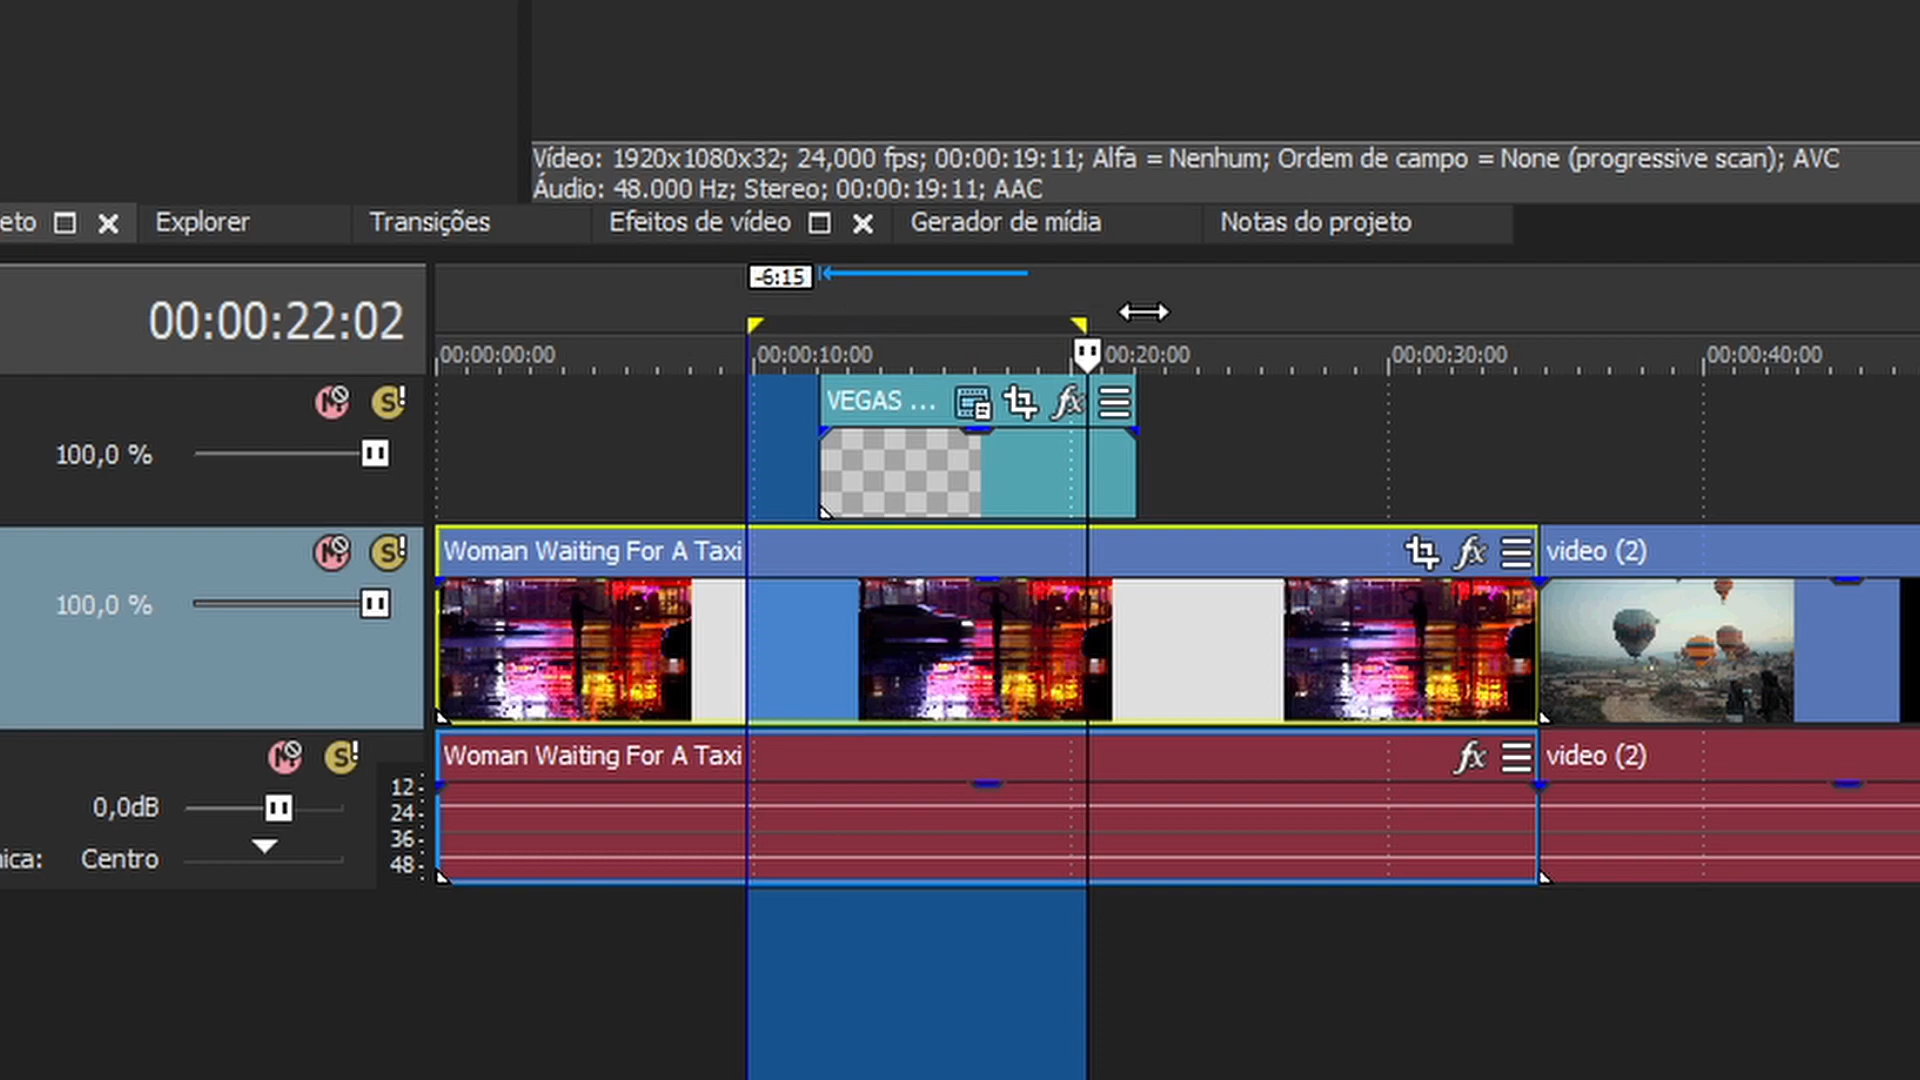 Vídeo: 1920x1080x32; 24,000 fps; 00:00:19:11; Alfa = Nenhum; Ordem de campo = None (progressive scan); AVC
Áudio: 48.000 Hz; Stereo; 00:00:19:11; AAC
eto Explorer Transições Efeitos de vídeo Gerador de mídia Notas do projeto
-6:15
00:00:22:02
00:00:00:00 00:00:10:00 00:20:00 00:00:30:00 00:00:40:00
M S!
VEGAS ... fx
100,0 %
M S!
Woman Waiting For A Taxi fx video (2)
100,0 %
M S!
Woman Waiting For A Taxi fx video (2)
12
0,0dB
24
36
ica: Centro
48